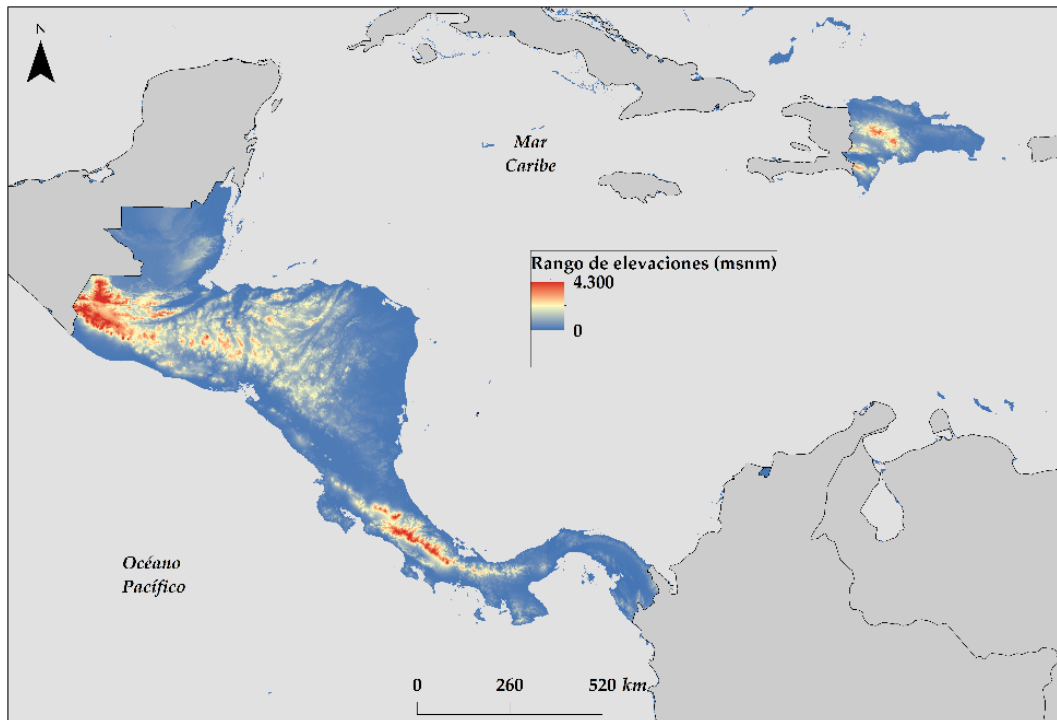 N
Mar
Caribe
Rango de elevaciones (msnm)
4.300
0
Océano
Pacífico
0 260 520 km